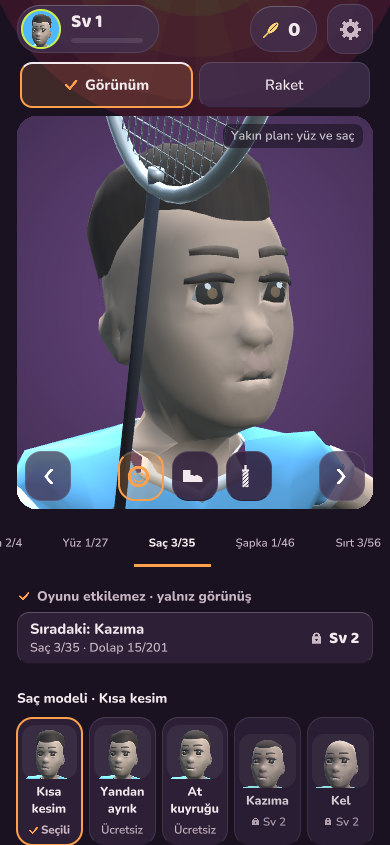 Sv 1
0
Görünüm
Raket
Yakın plan: yüz ve saç
2/4
Yüz 1/27
Saç 3/35
Şapka 1/46
Sırt 3/56
Oyunu etkilemez · yalnız görünüş
Sıradaki: Kazıma
Sv 2
Saç 3/35 · Dolap 15/201
Saç modeli · Kısa kesim
Kısa kesim
Seçili
Yandan ayrık
Ücretsiz
At kuyruğu
Ücretsiz
Kazıma
Sv 2
Kel
Sv 2